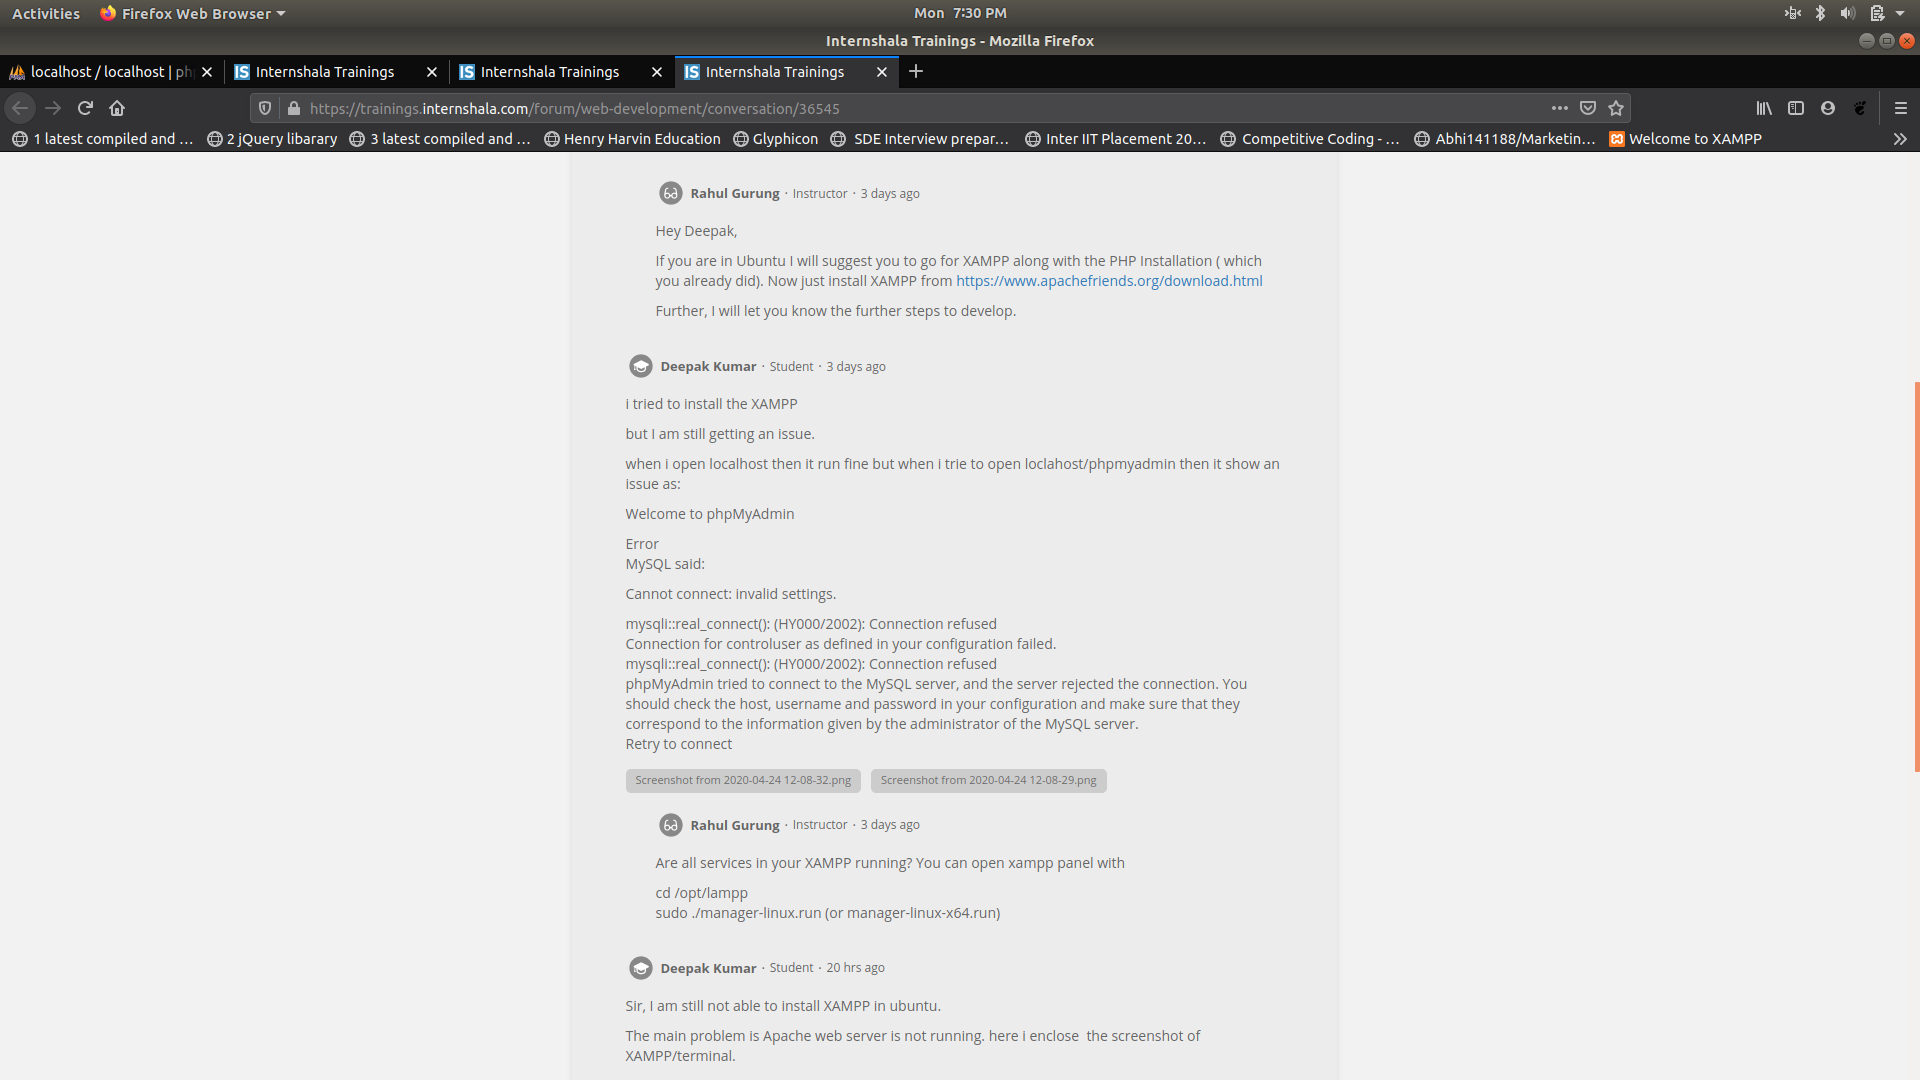 Activities Firefox Web Browser Mon 7:30 PM
Internshala Trainings - Mozilla Firefox
localhost / localhost | ph Internshala Trainings Internshala Trainings Internshala Trainings
https://trainings.internshala.com/forum/web-development/conversation/36545
1 latest compiled and … 2 jQuery libarary 3 latest compiled and … Henry Harvin Education Glyphicon SDE Interview prepar… Inter IIT Placement 20… Competitive Coding - … Abhi141188/Marketin… Welcome to XAMPP
Rahul Gurung · Instructor · 3 days ago
Hey Deepak,
If you are in Ubuntu I will suggest you to go for XAMPP along with the PHP Installation ( which
you already did). Now just install XAMPP from https://www.apachefriends.org/download.html
Further, I will let you know the further steps to develop.
Deepak Kumar · Student · 3 days ago
i tried to install the XAMPP
but I am still getting an issue.
when i open localhost then it run fine but when i trie to open loclahost/phpmyadmin then it show an
issue as:
Welcome to phpMyAdmin
Error
MySQL said:
Cannot connect: invalid settings.
mysqli::real_connect(): (HY000/2002): Connection refused
Connection for controluser as defined in your configuration failed.
mysqli::real_connect(): (HY000/2002): Connection refused
phpMyAdmin tried to connect to the MySQL server, and the server rejected the connection. You
should check the host, username and password in your configuration and make sure that they
correspond to the information given by the administrator of the MySQL server.
Retry to connect
Screenshot from 2020-04-24 12-08-32.png Screenshot from 2020-04-24 12-08-29.png
Rahul Gurung · Instructor · 3 days ago
Are all services in your XAMPP running? You can open xampp panel with
cd /opt/lampp
sudo ./manager-linux.run (or manager-linux-x64.run)
Deepak Kumar · Student · 20 hrs ago
Sir, I am still not able to install XAMPP in ubuntu.
The main problem is Apache web server is not running. here i enclose  the screenshot of
XAMPP/terminal.